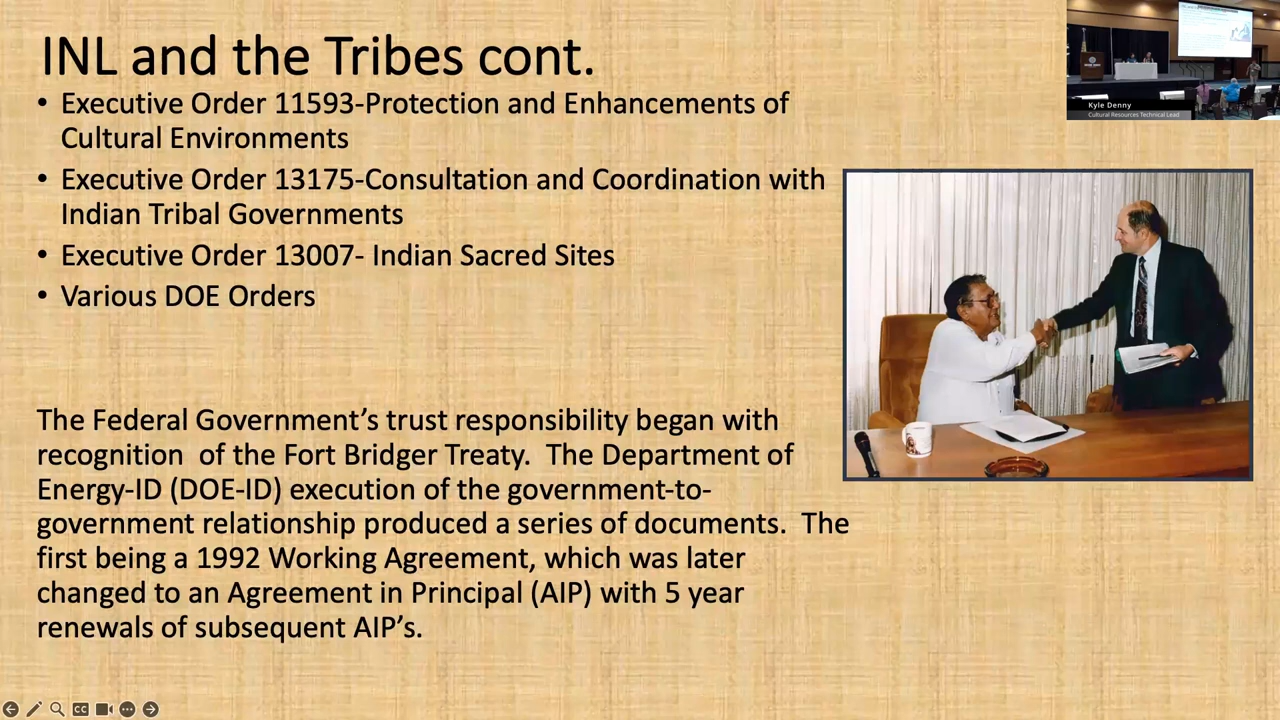 INL and the Tribes cont.
• Executive Order 11593-Protection and Enhancements of
Cultural Environments
• Executive Order 13175-Consultation and Coordination with
Indian Tribal Governments
• Executive Order 13007- Indian Sacred Sites
• Various DOE Orders
The Federal Government’s trust responsibility began with
recognition  of the Fort Bridger Treaty.  The Department of
Energy-ID (DOE-ID) execution of the government-to-
government relationship produced a series of documents.  The
first being a 1992 Working Agreement, which was later
changed to an Agreement in Principal (AIP) with 5 year
renewals of subsequent AIP’s.
Kyle Denny
Cultural Resources Technical Lead
CC